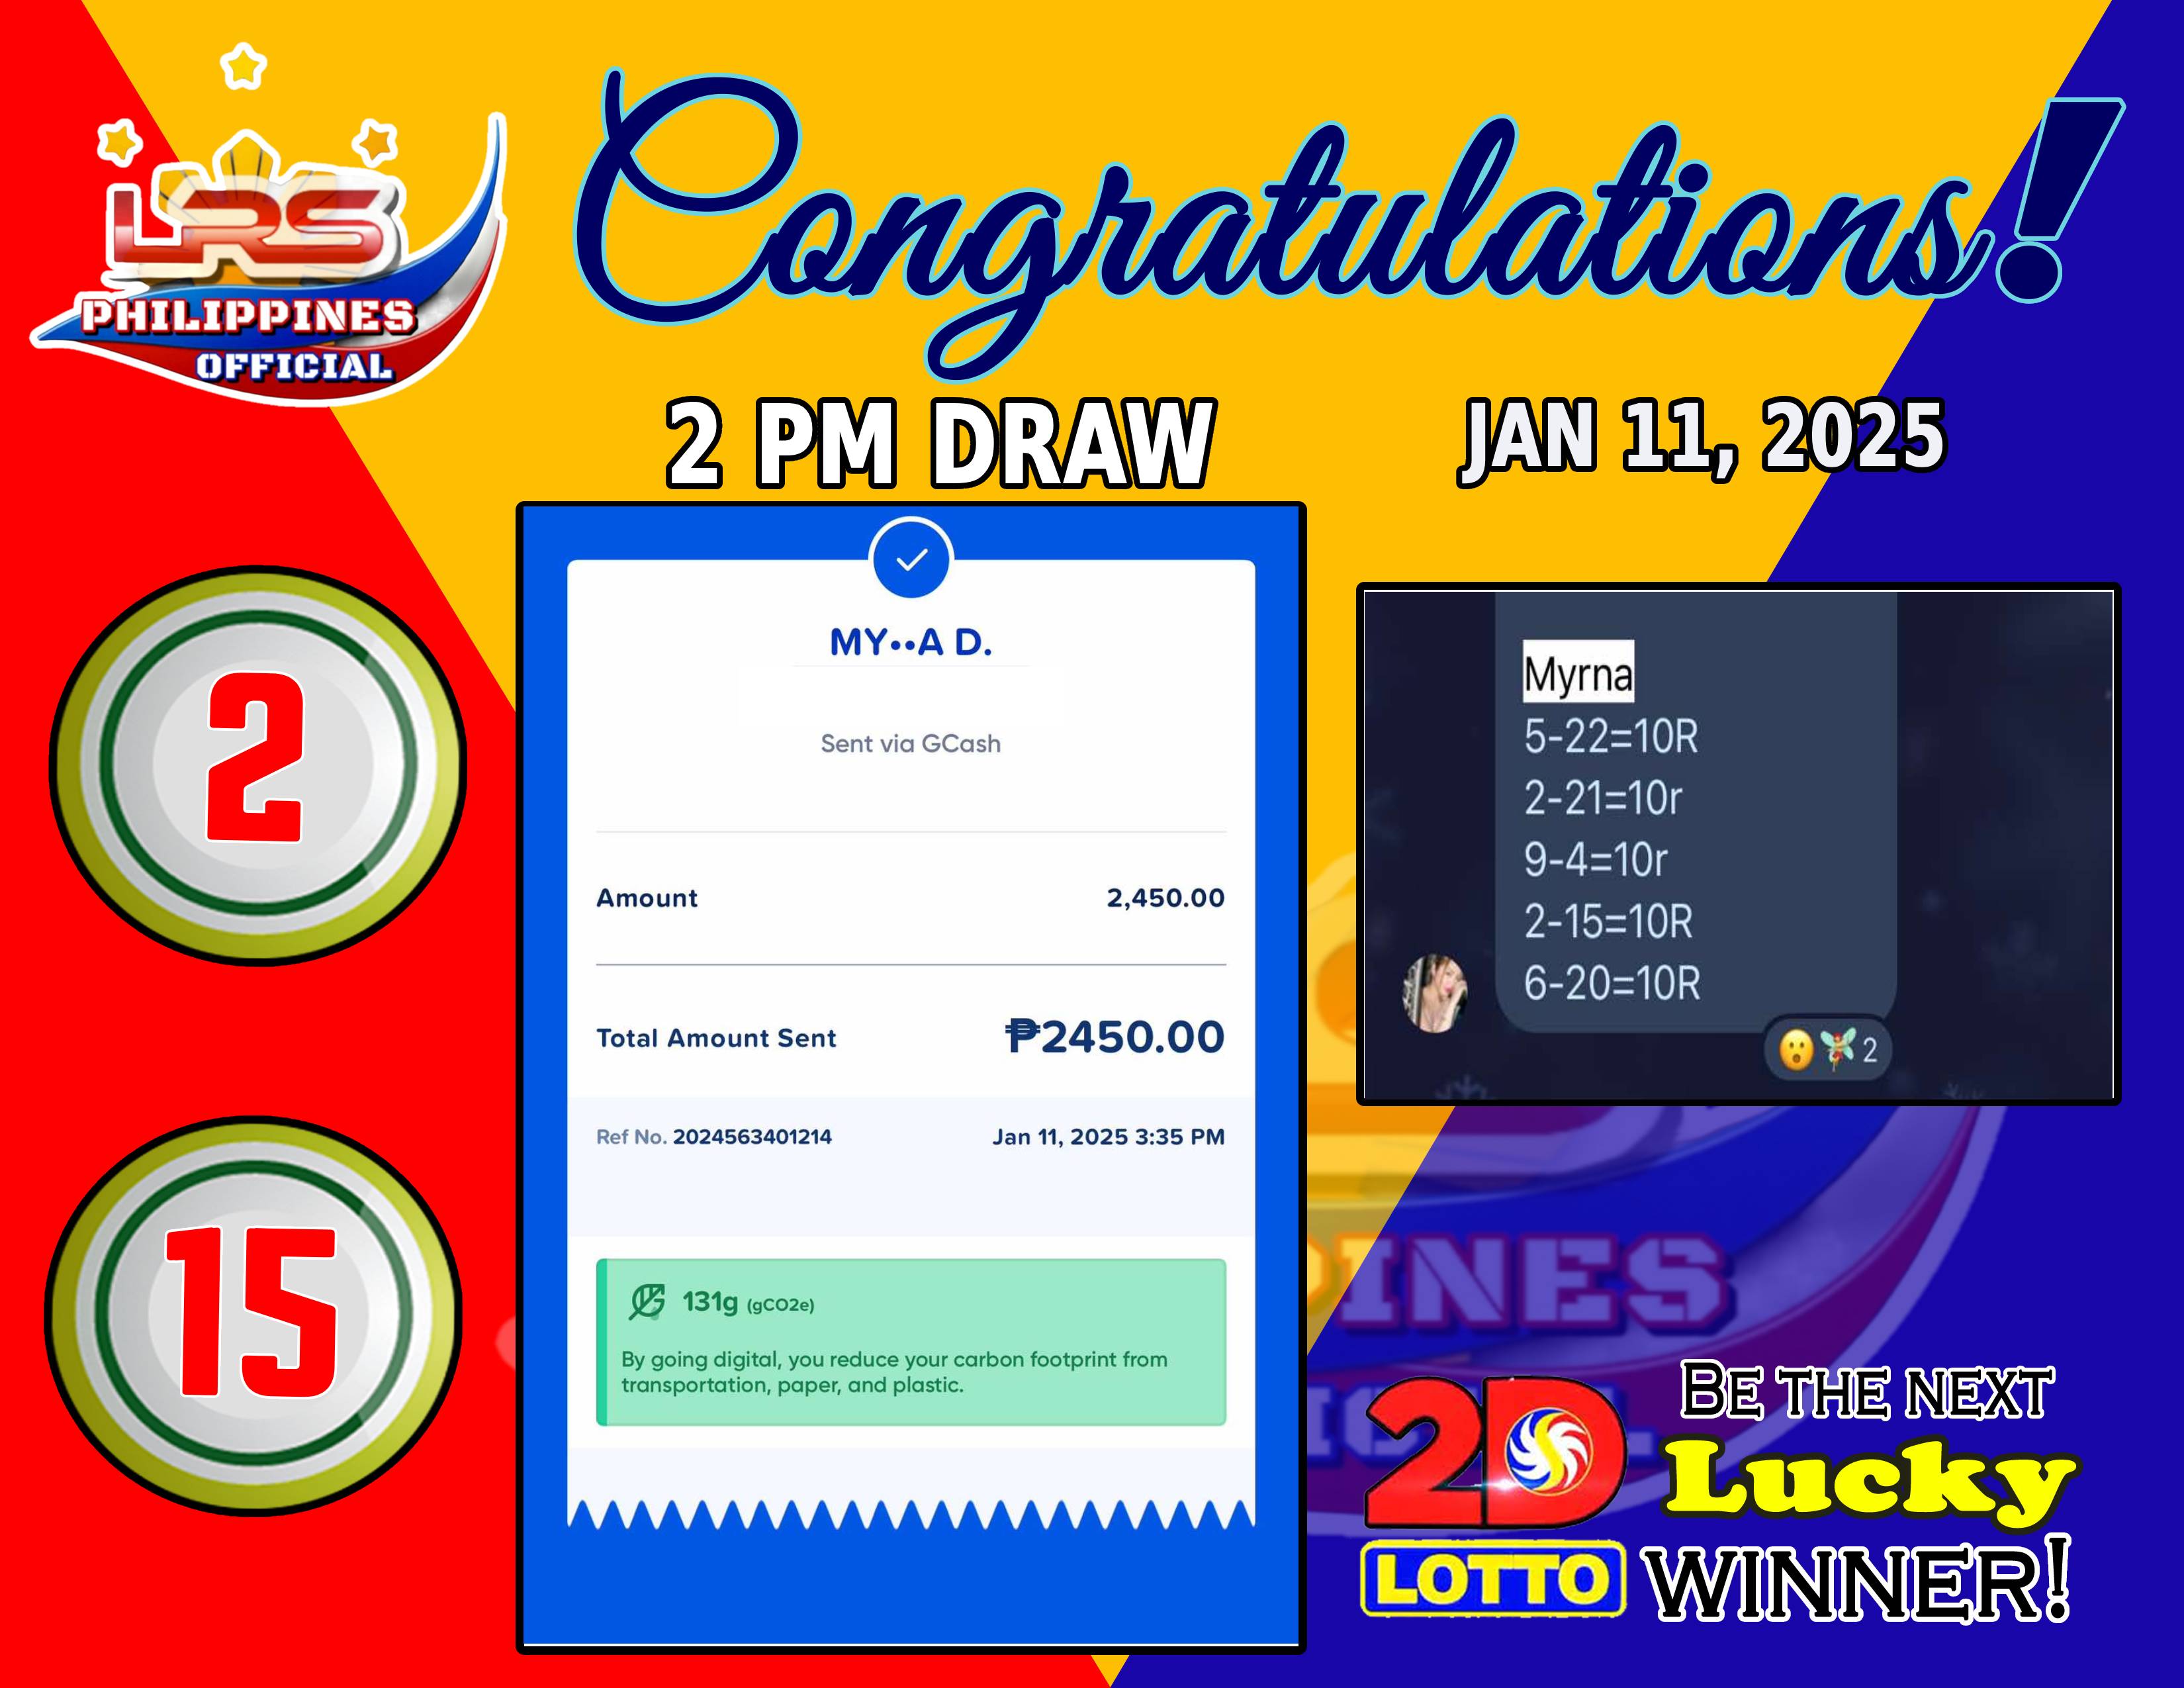 LRS
PHILIPPINES
OFFICIAL
Congratulations!
2 PM DRAW
JAN 11, 2025
2
15
MY••A D.
Sent via GCash
Amount 2,450.00
Total Amount Sent ₱2450.00
Ref No. 2024563401214 Jan 11, 2025 3:35 PM
131g (gCO2e)
By going digital, you reduce your carbon footprint from
transportation, paper, and plastic.
Myrna
5-22=10R
2-21=10r
9-4=10r
2-15=10R
6-20=10R
2
PINES
2D
LOTTO
BE THE NEXT
Lucky
WINNER!